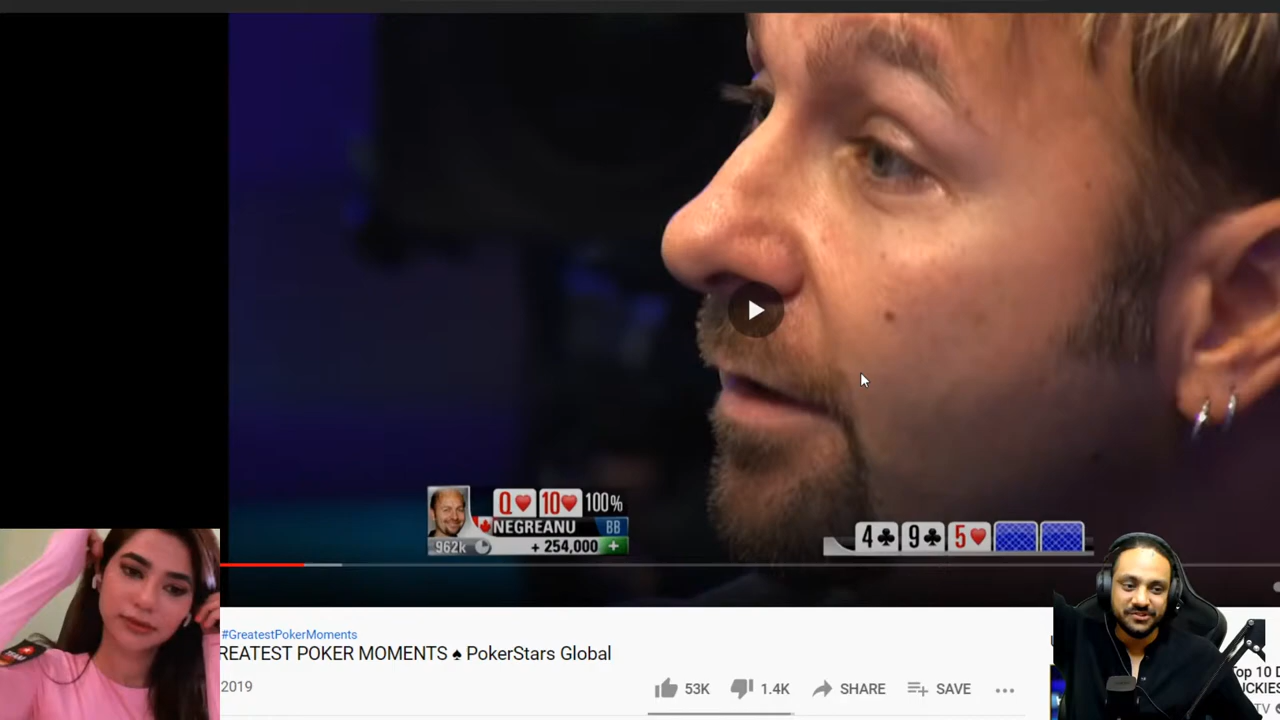 Q♥ 10♥ 100%
NEGREANU BB
962k + 254,000 +
4♣ 9♣ 5♥
#GreatestPokerMoments
REATEST POKER MOMENTS ♠ PokerStars Global
2019
53K 1.4K SHARE SAVE ...
Top 10 D
TV